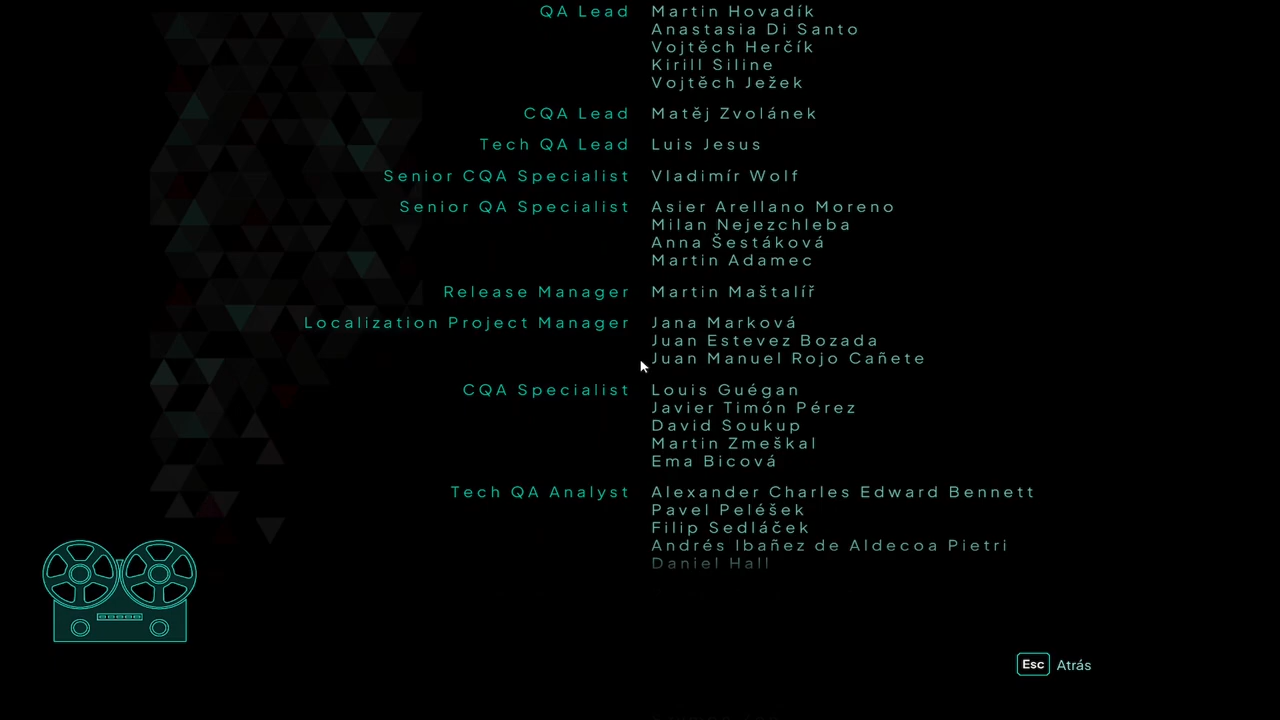 QA Lead Martin Hovadík
Anastasia Di Santo
Vojtěch Herčík
Kirill Siline
Vojtěch Ježek
CQA Lead Matěj Zvolánek
Tech QA Lead Luis Jesus
Senior CQA Specialist Vladimír Wolf
Senior QA Specialist Asier Arellano Moreno
Milan Nejezchleba
Anna Šestáková
Martin Adamec
Release Manager Martin Maštalíř
Localization Project Manager Jana Marková
Juan Estevez Bozada
Juan Manuel Rojo Cañete
CQA Specialist Louis Guégan
Javier Timón Pérez
David Soukup
Martin Zmeškal
Ema Bicová
Tech QA Analyst Alexander Charles Edward Bennett
Pavel Peléšek
Filip Sedláček
Andrés Ibañez de Aldecoa Pietri
Daniel Hall
Esc Atrás